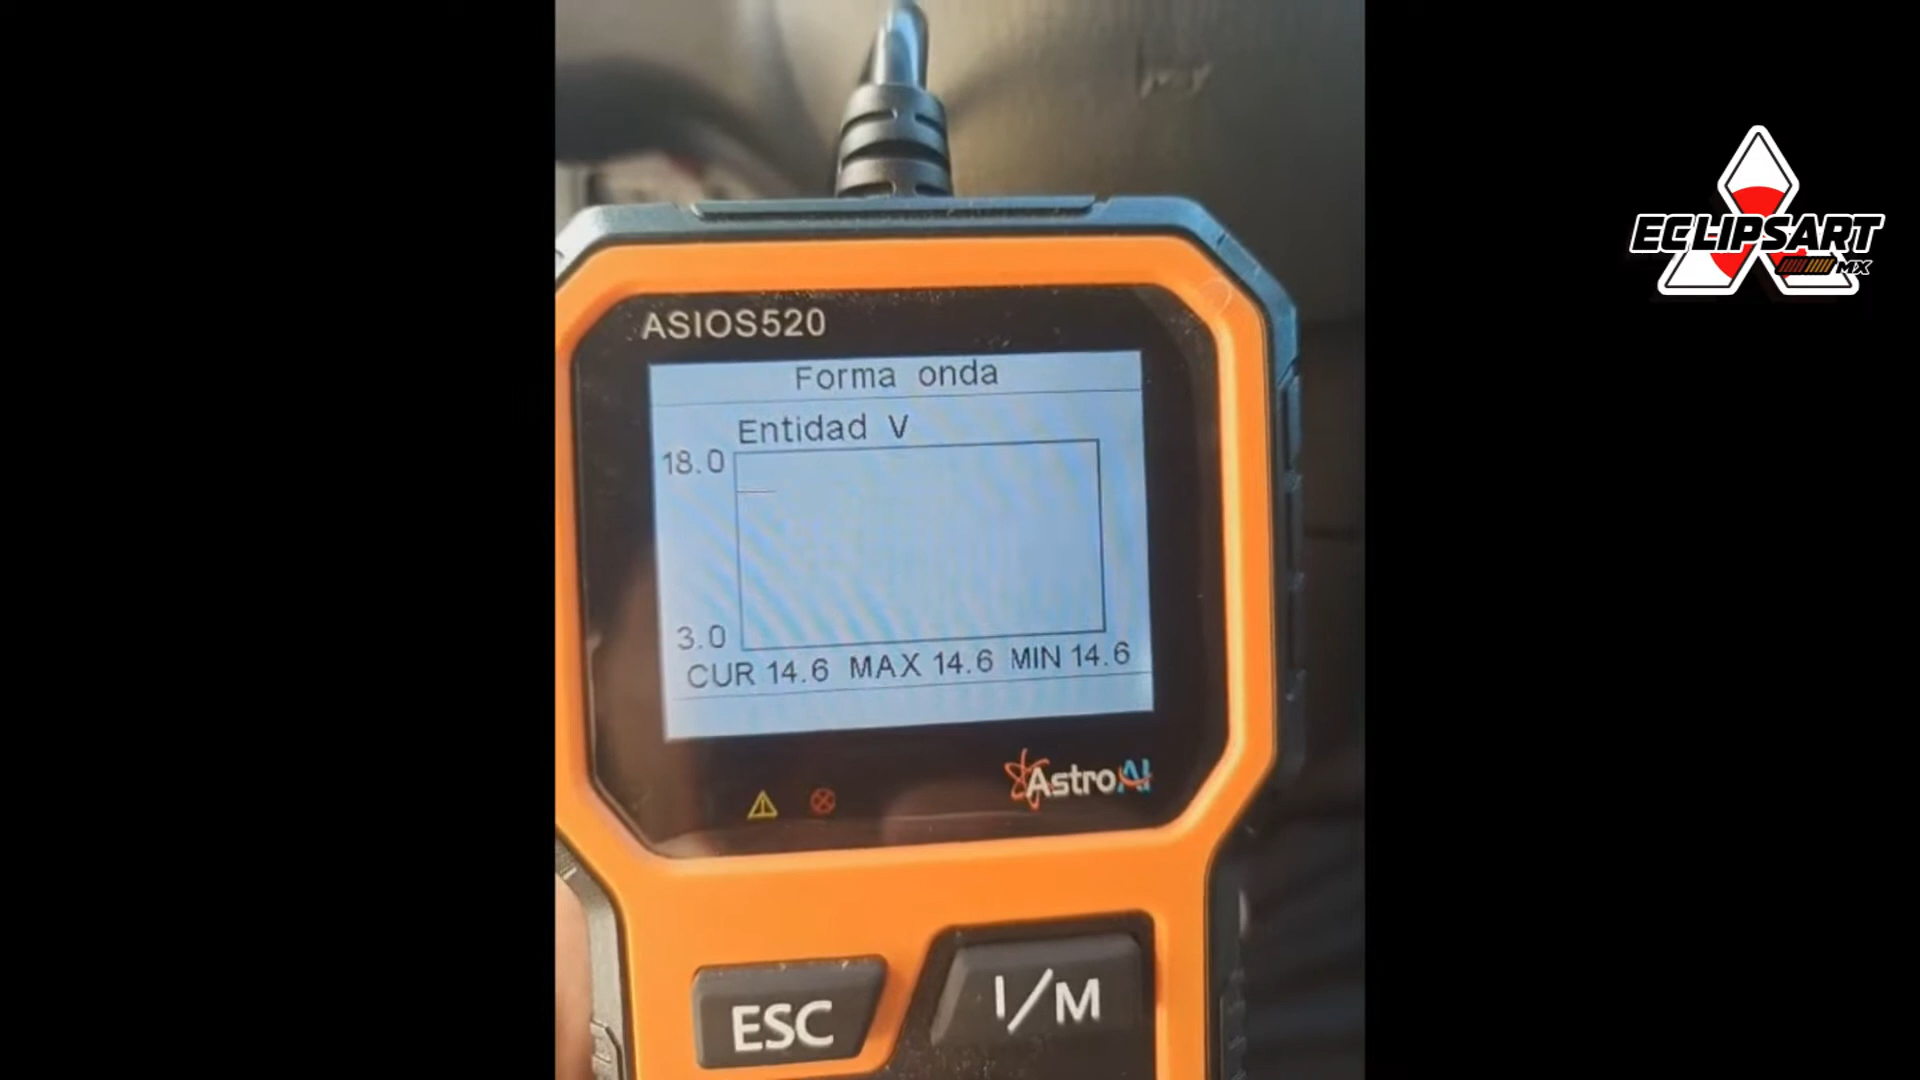 ECLIPSART
MX
ASIOS520
Forma onda
Entidad V
18.0
3.0
CUR 14.6 MAX 14.6 MIN 14.6
AstroAI
ESC
I/M